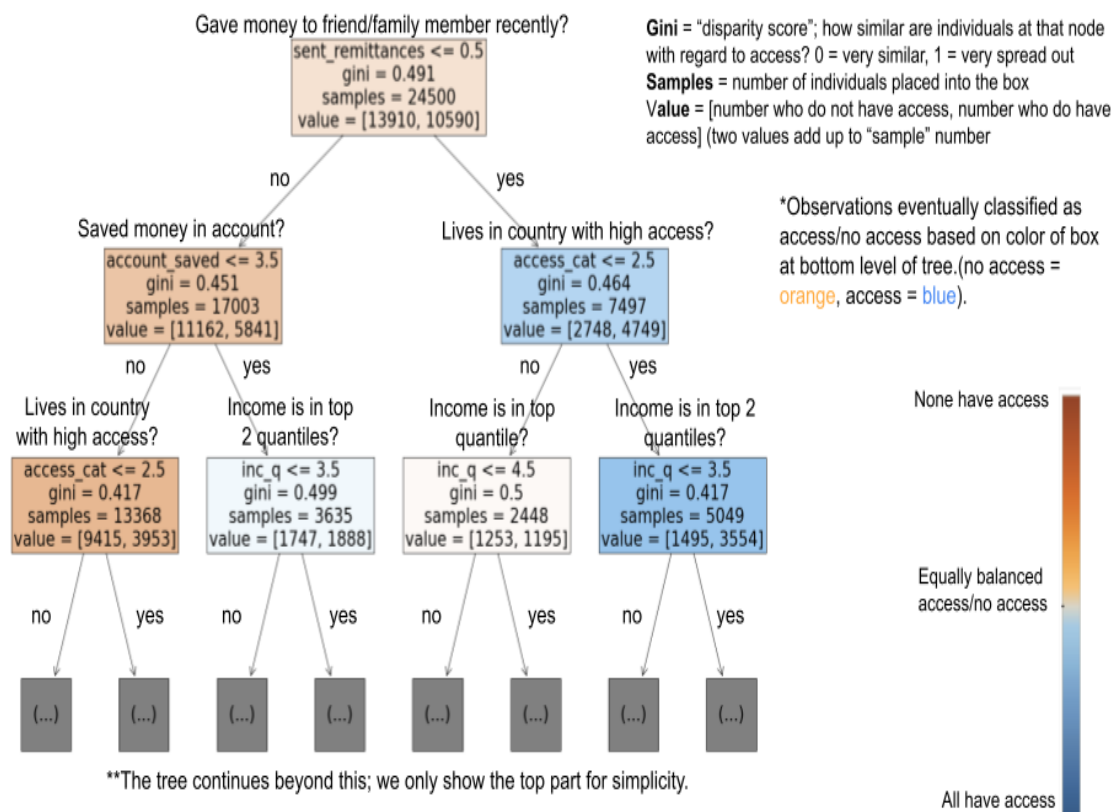 Gave money to friend/family member recently?
sent_remittances <= 0.5
gini = 0.491
samples = 24500
value = [13910, 10590]
Gini = “disparity score”; how similar are individuals at that node
with regard to access? 0 = very similar, 1 = very spread out
Samples = number of individuals placed into the box
Value = [number who do not have access, number who do have
access] (two values add up to “sample” number
no
yes
*Observations eventually classified as
access/no access based on color of box
at bottom level of tree.(no access =
orange, access = blue).
Saved money in account?
account_saved <= 3.5
gini = 0.451
samples = 17003
value = [11162, 5841]
Lives in country with high access?
access_cat <= 2.5
gini = 0.464
samples = 7497
value = [2748, 4749]
no
yes
no
yes
Lives in country
with high access?
access_cat <= 2.5
gini = 0.417
samples = 13368
value = [9415, 3953]
Income is in top
2 quantiles?
inc_q <= 3.5
gini = 0.499
samples = 3635
value = [1747, 1888]
Income is in top
quantile?
inc_q <= 4.5
gini = 0.5
samples = 2448
value = [1253, 1195]
Income is in top 2
quantiles?
inc_q <= 3.5
gini = 0.417
samples = 5049
value = [1495, 3554]
no
yes
no
yes
no
yes
no
yes
(...)
(...)
(...)
(...)
(...)
(...)
(...)
(...)
**The tree continues beyond this; we only show the top part for simplicity.
None have access
Equally balanced
access/no access
All have access